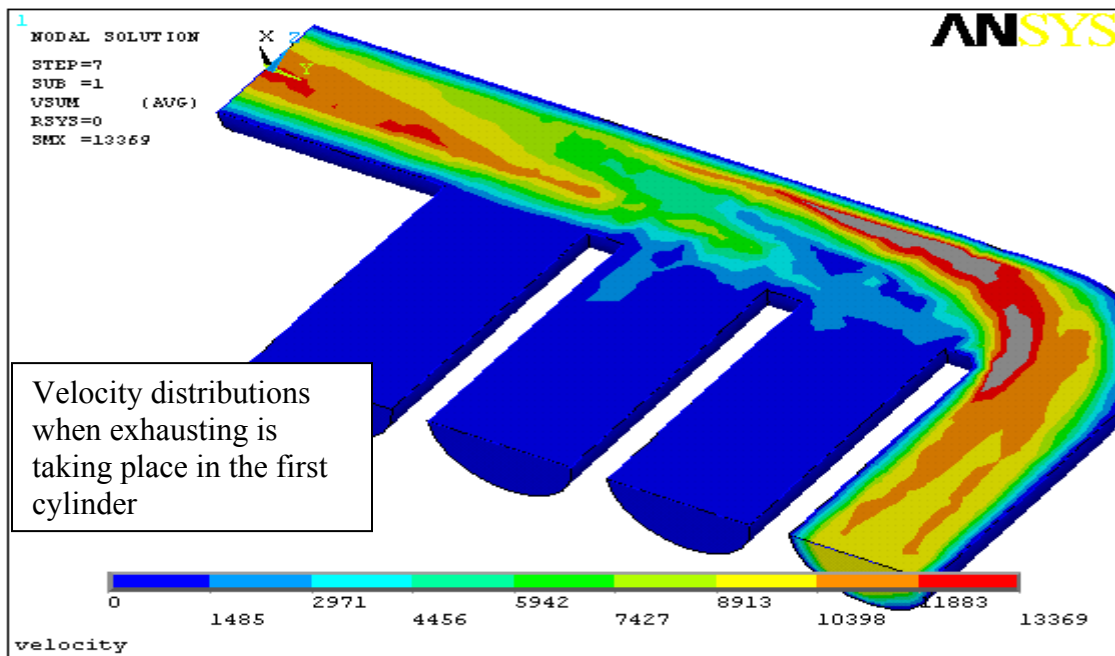 1
NODAL SOLUTION
STEP=7
SUB =1
VSUM (AVG)
RSYS=0
SMX =13369
X
Z
Y
ANSYS
Velocity distributions
when exhausting is
taking place in the first
cylinder
0 2971 5942 8913 11883
1485 4456 7427 10398 13369
velocity